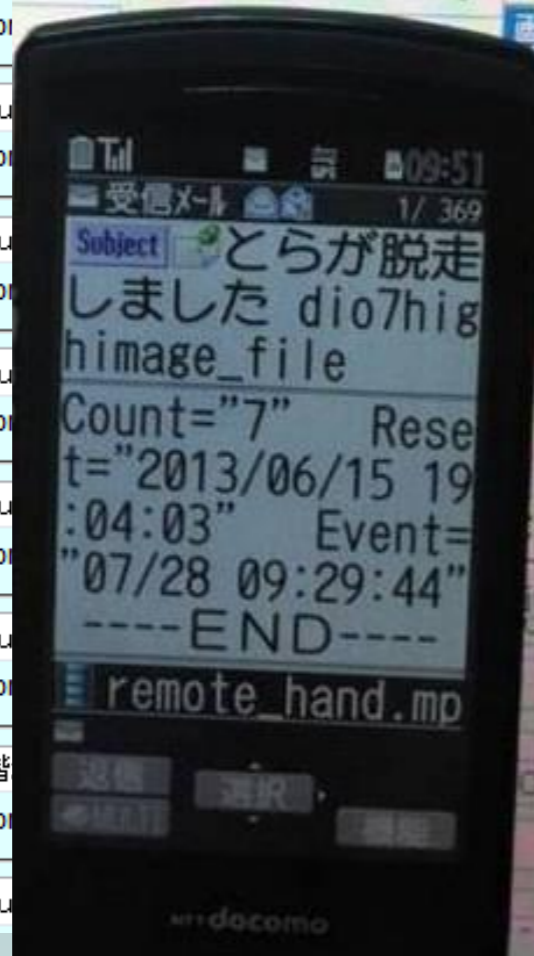 09:51
受信メール 1/ 369
Subject とらが脱走
しました dio7hig
himage_file
Count="7" Rese
t="2013/06/15 19
:04:03" Event=
"07/28 09:29:44"
----END----
remote_hand.mp
返信 選択
機能
docomo